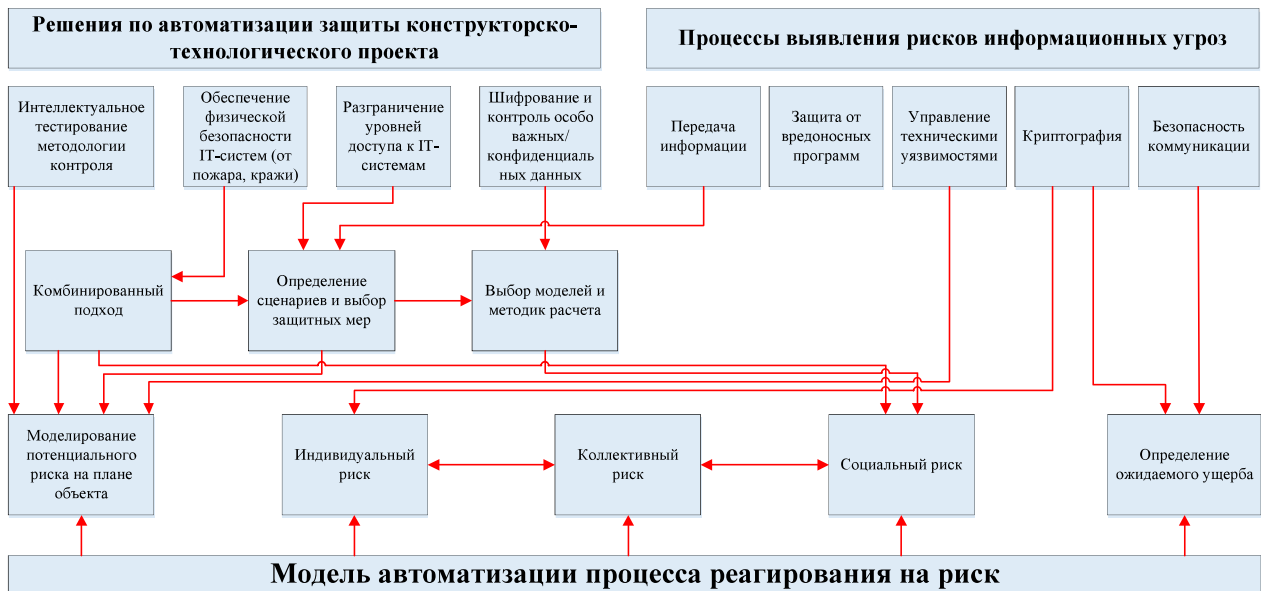 Решения по автоматизации защиты конструкторско-
технологического проекта
Процессы выявления рисков информационных угроз
Интеллектуальное
тестирование
методологии
контроля
Обеспечение
физической
безопасности
IT-систем (от
пожара, кражи)
Разграничение
уровней
доступа к IT-
системам
Шифрование и
контроль особо
важных/
конфиденциаль
ных данных
Передача
информации
Защита от
вредоносных
программ
Управление
техническими
уязвимостями
Криптография
Безопасность
коммуникации
Комбинированный
подход
Определение
сценариев и выбор
защитных мер
Выбор моделей и
методик расчета
Моделирование
потенциального
риска на плане
объекта
Индивидуальный
риск
Коллективный
риск
Социальный риск
Определение
ожидаемого ущерба
Модель автоматизации процесса реагирования на риск